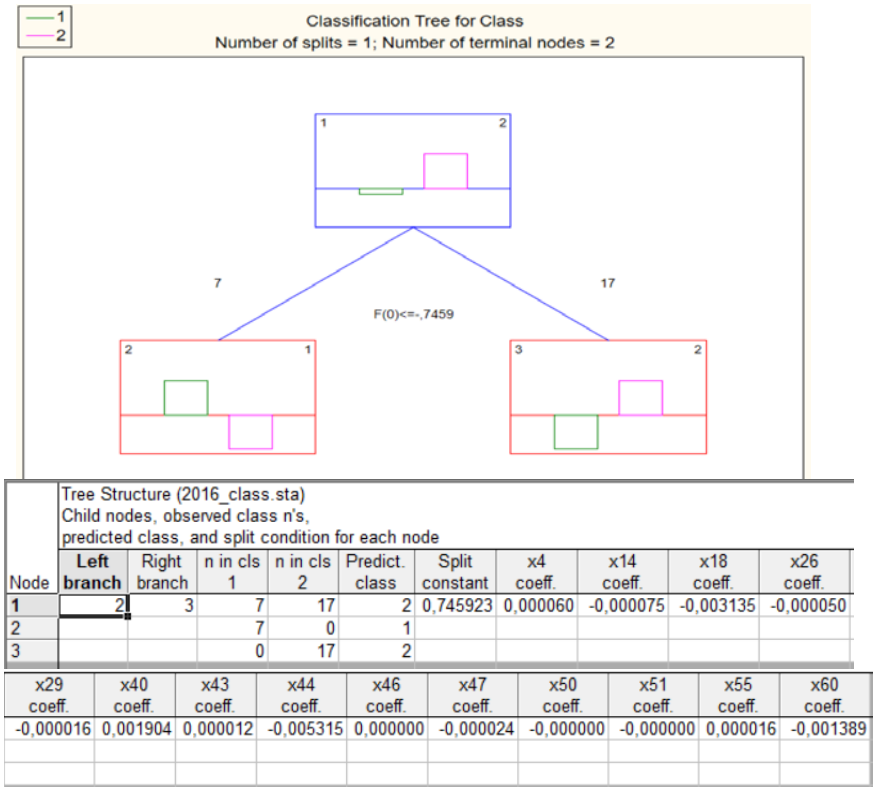 1
2
Classification Tree for Class
Number of splits = 1; Number of terminal nodes = 2
1 2
7 17
F(0)<=-,7459
2 1 3 2
Tree Structure (2016_class.sta)
Child nodes, observed class n's,
predicted class, and split condition for each node
Left Right n in cls n in cls Predict. Split x4 x14 x18 x26
Node branch branch 1 2 class constant coeff. coeff. coeff. coeff.
1 2 3 7 17 2 0,745923 0,000060 -0,000075 -0,003135 -0,000050
2 7 0 1
3 0 17 2
x29 x40 x43 x44 x46 x47 x50 x51 x55 x60
coeff. coeff. coeff. coeff. coeff. coeff. coeff. coeff. coeff. coeff.
-0,000016 0,001904 0,000012 -0,005315 0,000000 -0,000024 -0,000000 -0,000000 0,000016 -0,001389